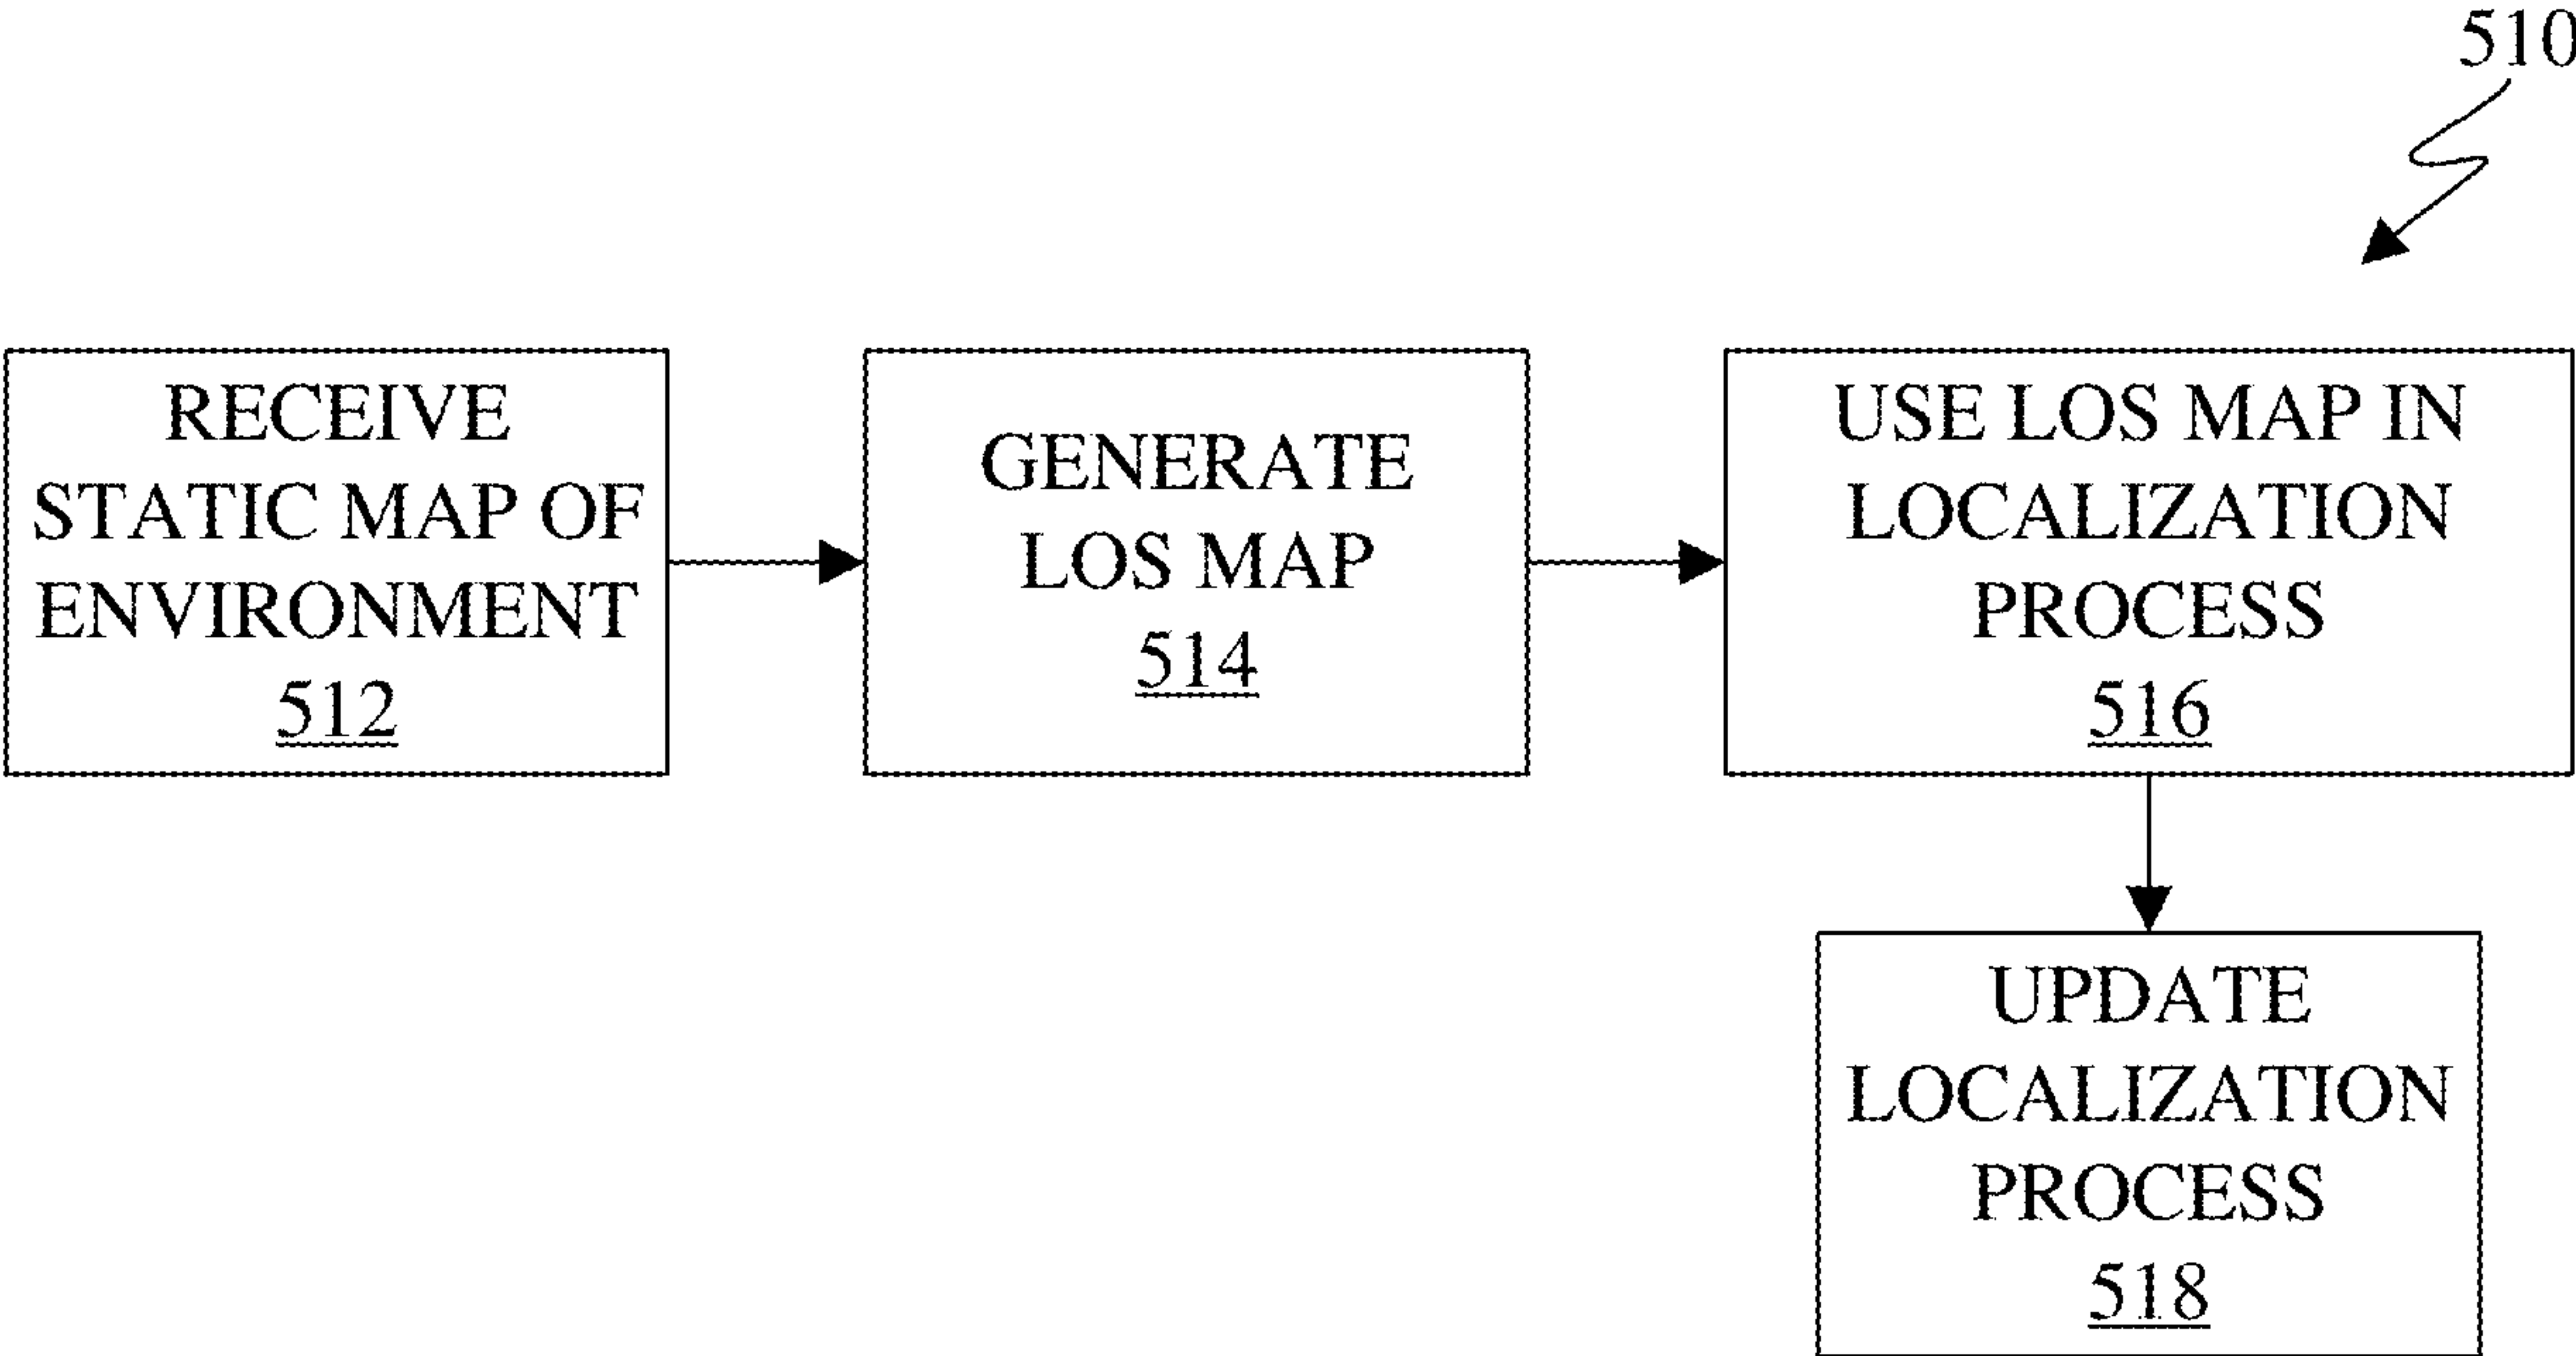 510
RECEIVE
STATIC MAP OF
ENVIRONMENT
512
GENERATE
LOS MAP
514
USE LOS MAP IN
LOCALIZATION
PROCESS
516
UPDATE
LOCALIZATION
PROCESS
518